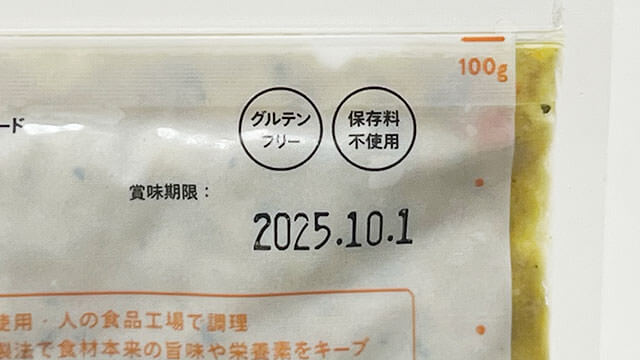 100g
グルテン
フリー
保存料
不使用
ード
賞味期限：
2025.10.1
使用・人の食品工場で調理
製法で食材本来の旨味や栄養素をキープ